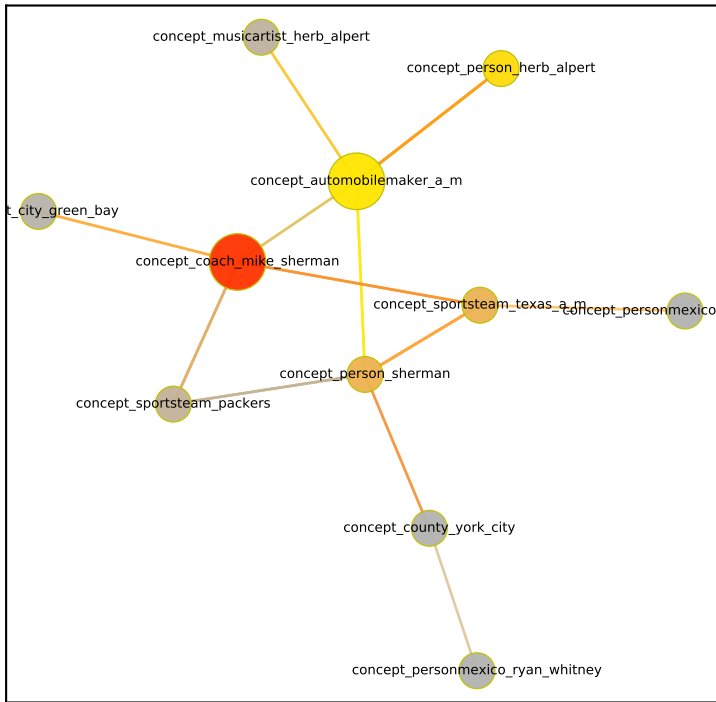 concept_musicartist_herb_alpert
concept_person_herb_alpert
concept_automobilemaker_a_m
t_city_green_bay
concept_coach_mike_sherman
concept_sportsteam_texas_a_m
concept_personmexico
concept_person_sherman
concept_sportsteam_packers
concept_county_york_city
concept_personmexico_ryan_whitney